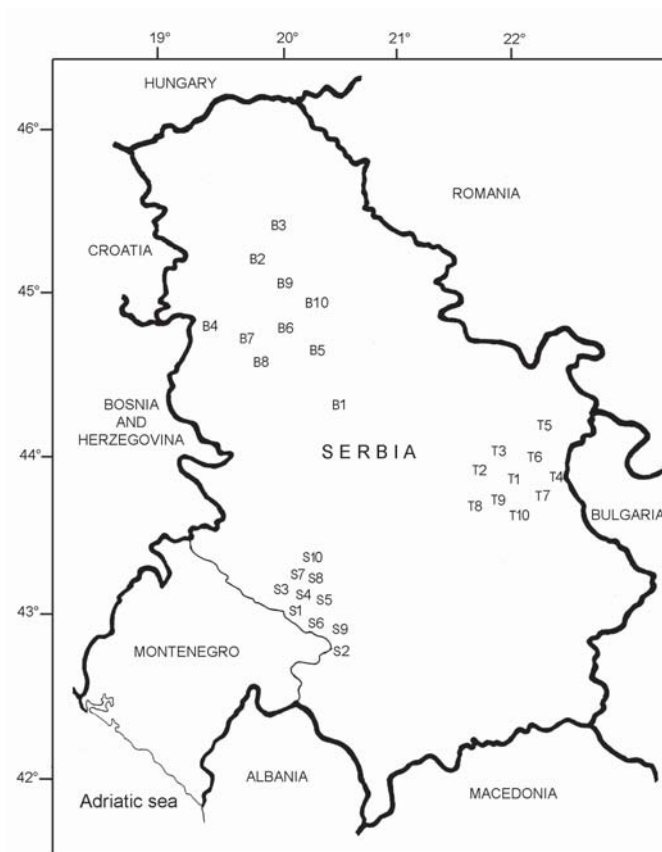 19° 20° 21° 22°
HUNGARY
46°
ROMANIA
B3
CROATIA
B2
B9
45°
B10
B4 B6
B7
B5
B8
B1
BOSNIA
AND
HERZEGOVINA
T5
44°
SERBIA
T3
T6
T2
T1 T4
T9 T7
T8
T10
BULGARIA
S10
S7 S8
S3 S4
S5
43°
S1
S6 S9
MONTENEGRO
S2
42°
ALBANIA
Adriatic sea
MACEDONIA